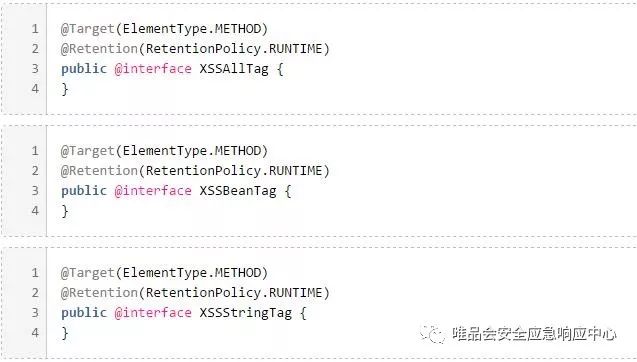 1 @Target(ElementType.METHOD)
2 @Retention(RetentionPolicy.RUNTIME)
3 public @interface XSSAllTag {
4 }
1 @Target(ElementType.METHOD)
2 @Retention(RetentionPolicy.RUNTIME)
3 public @interface XSSBeanTag {
4 }
1 @Target(ElementType.METHOD)
2 @Retention(RetentionPolicy.RUNTIME)
3 public @interface XSSStringTag {
4 }
唯品会安全应急响应中心